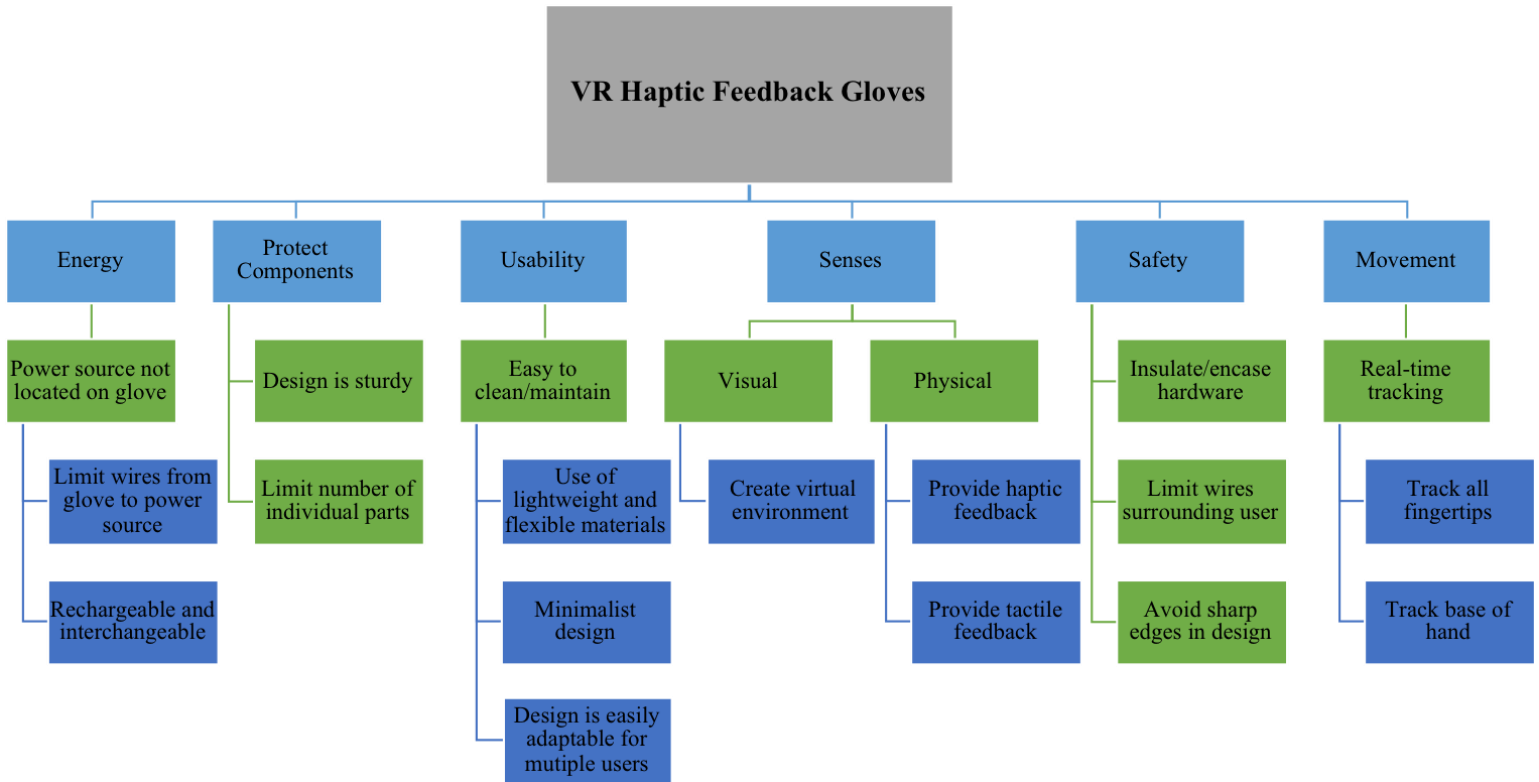 VR Haptic Feedback Gloves
Energy
Protect
Components
Usability
Senses
Safety
Movement
Power source not
located on glove
Design is sturdy
Easy to
clean/maintain
Visual
Physical
Insulate/encase
hardware
Real-time
tracking
Limit wires from
glove to power
source
Limit number of
individual parts
Use of
lightweight and
flexible materials
Create virtual
environment
Provide haptic
feedback
Limit wires
surrounding user
Track all
fingertips
Rechargeable and
interchangeable
Minimalist
design
Provide tactile
feedback
Avoid sharp
edges in design
Track base of
hand
Design is easily
adaptable for
mutiple users